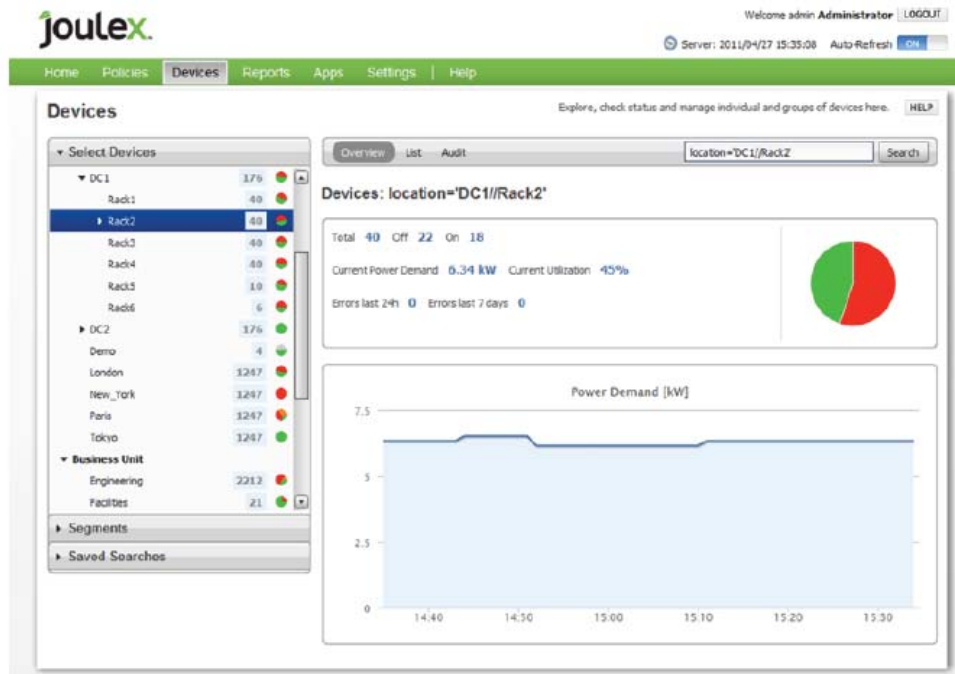 joulex.
Welcome admin Administrator LOGOUT
Server: 2011/04/27 15:35:08 Auto-Refresh ON
Home Policies Devices Reports Apps Settings | Help
Devices
Explore, check status and manage individual and groups of devices here. HELP
Select Devices
DC1 176
Rack1 40
Rack2 40
Rack3 40
Rack4 40
Rack5 10
Rack6 6
DC2 176
Demo 4
London 1247
New_York 1247
Paris 1247
Tokyo 1247
Business Unit
Engineering 2212
Facilities 21
Segments
Saved Searches
Overview List Audit
location='DC1//Rack2' Search
Devices: location='DC1//Rack2'
Total 40 Off 22 On 18
Current Power Demand 6.34 kW Current Utilization 45%
Errors last 24h 0 Errors last 7 days 0
Power Demand [kW]
7.5
5
2.5
0
14:40 14:50 15:00 15:10 15:20 15:30